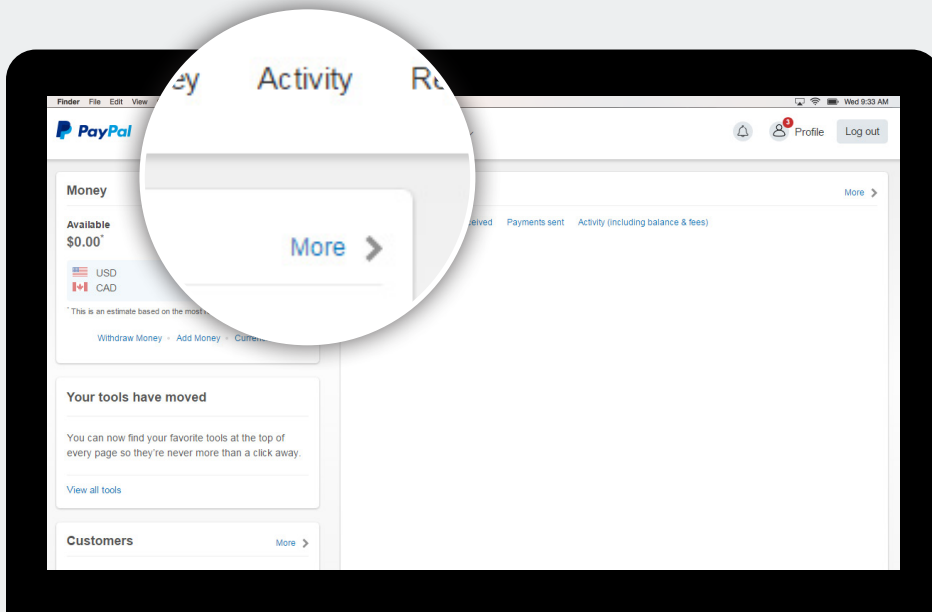 Activity
More
Finder File Edit View
Wed 9:33 AM
PayPal
3
Profile
Log out
Money
Available
$0.00*
USD
CAD
* This is an estimate based on the most
Withdraw Money Add Money
More
Payments sent Activity (including balance & fees)
Your tools have moved
You can now find your favorite tools at the top of
every page so they're never more than a click away.
View all tools
Customers
More